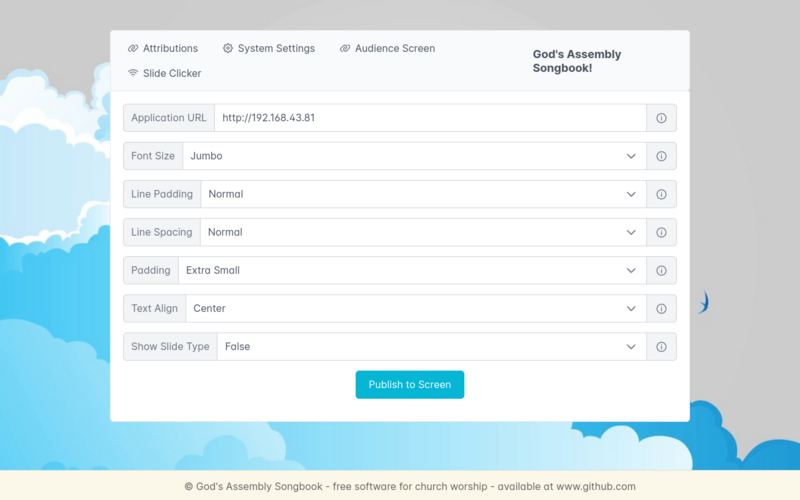 Attributions
System Settings
Audience Screen
Slide Clicker
God's Assembly
Songbook!
Application URL http://192.168.43.81
Font Size Jumbo
Line Padding Normal
Line Spacing Normal
Padding Extra Small
Text Align Center
Show Slide Type False
Publish to Screen
© God's Assembly Songbook - free software for church worship - available at www.github.com